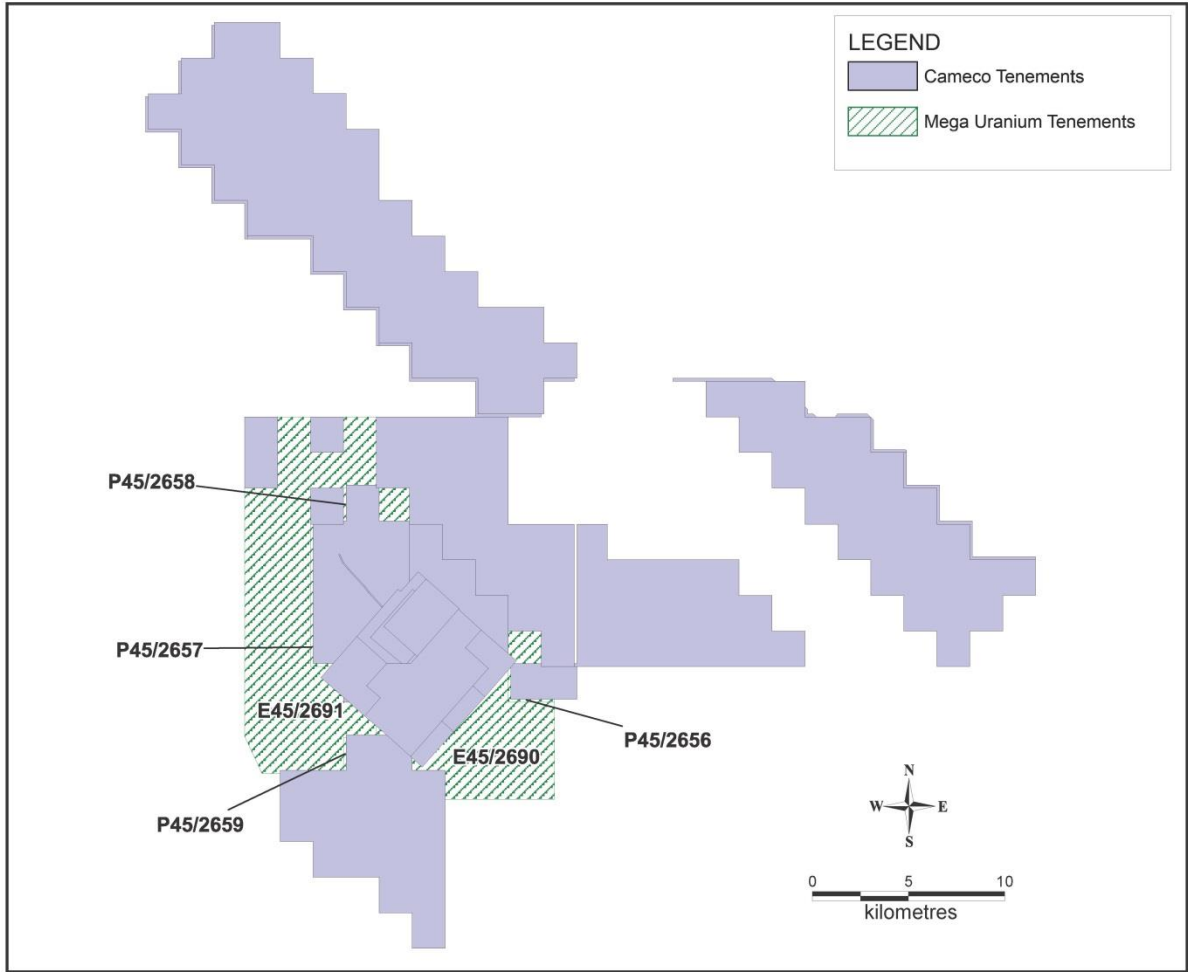 LEGEND
Cameco Tenements
Mega Uranium Tenements
P45/2658
P45/2657
E45/2691
P45/2656
E45/2690
P45/2659
N
W E
S
0 5 10
kilometres